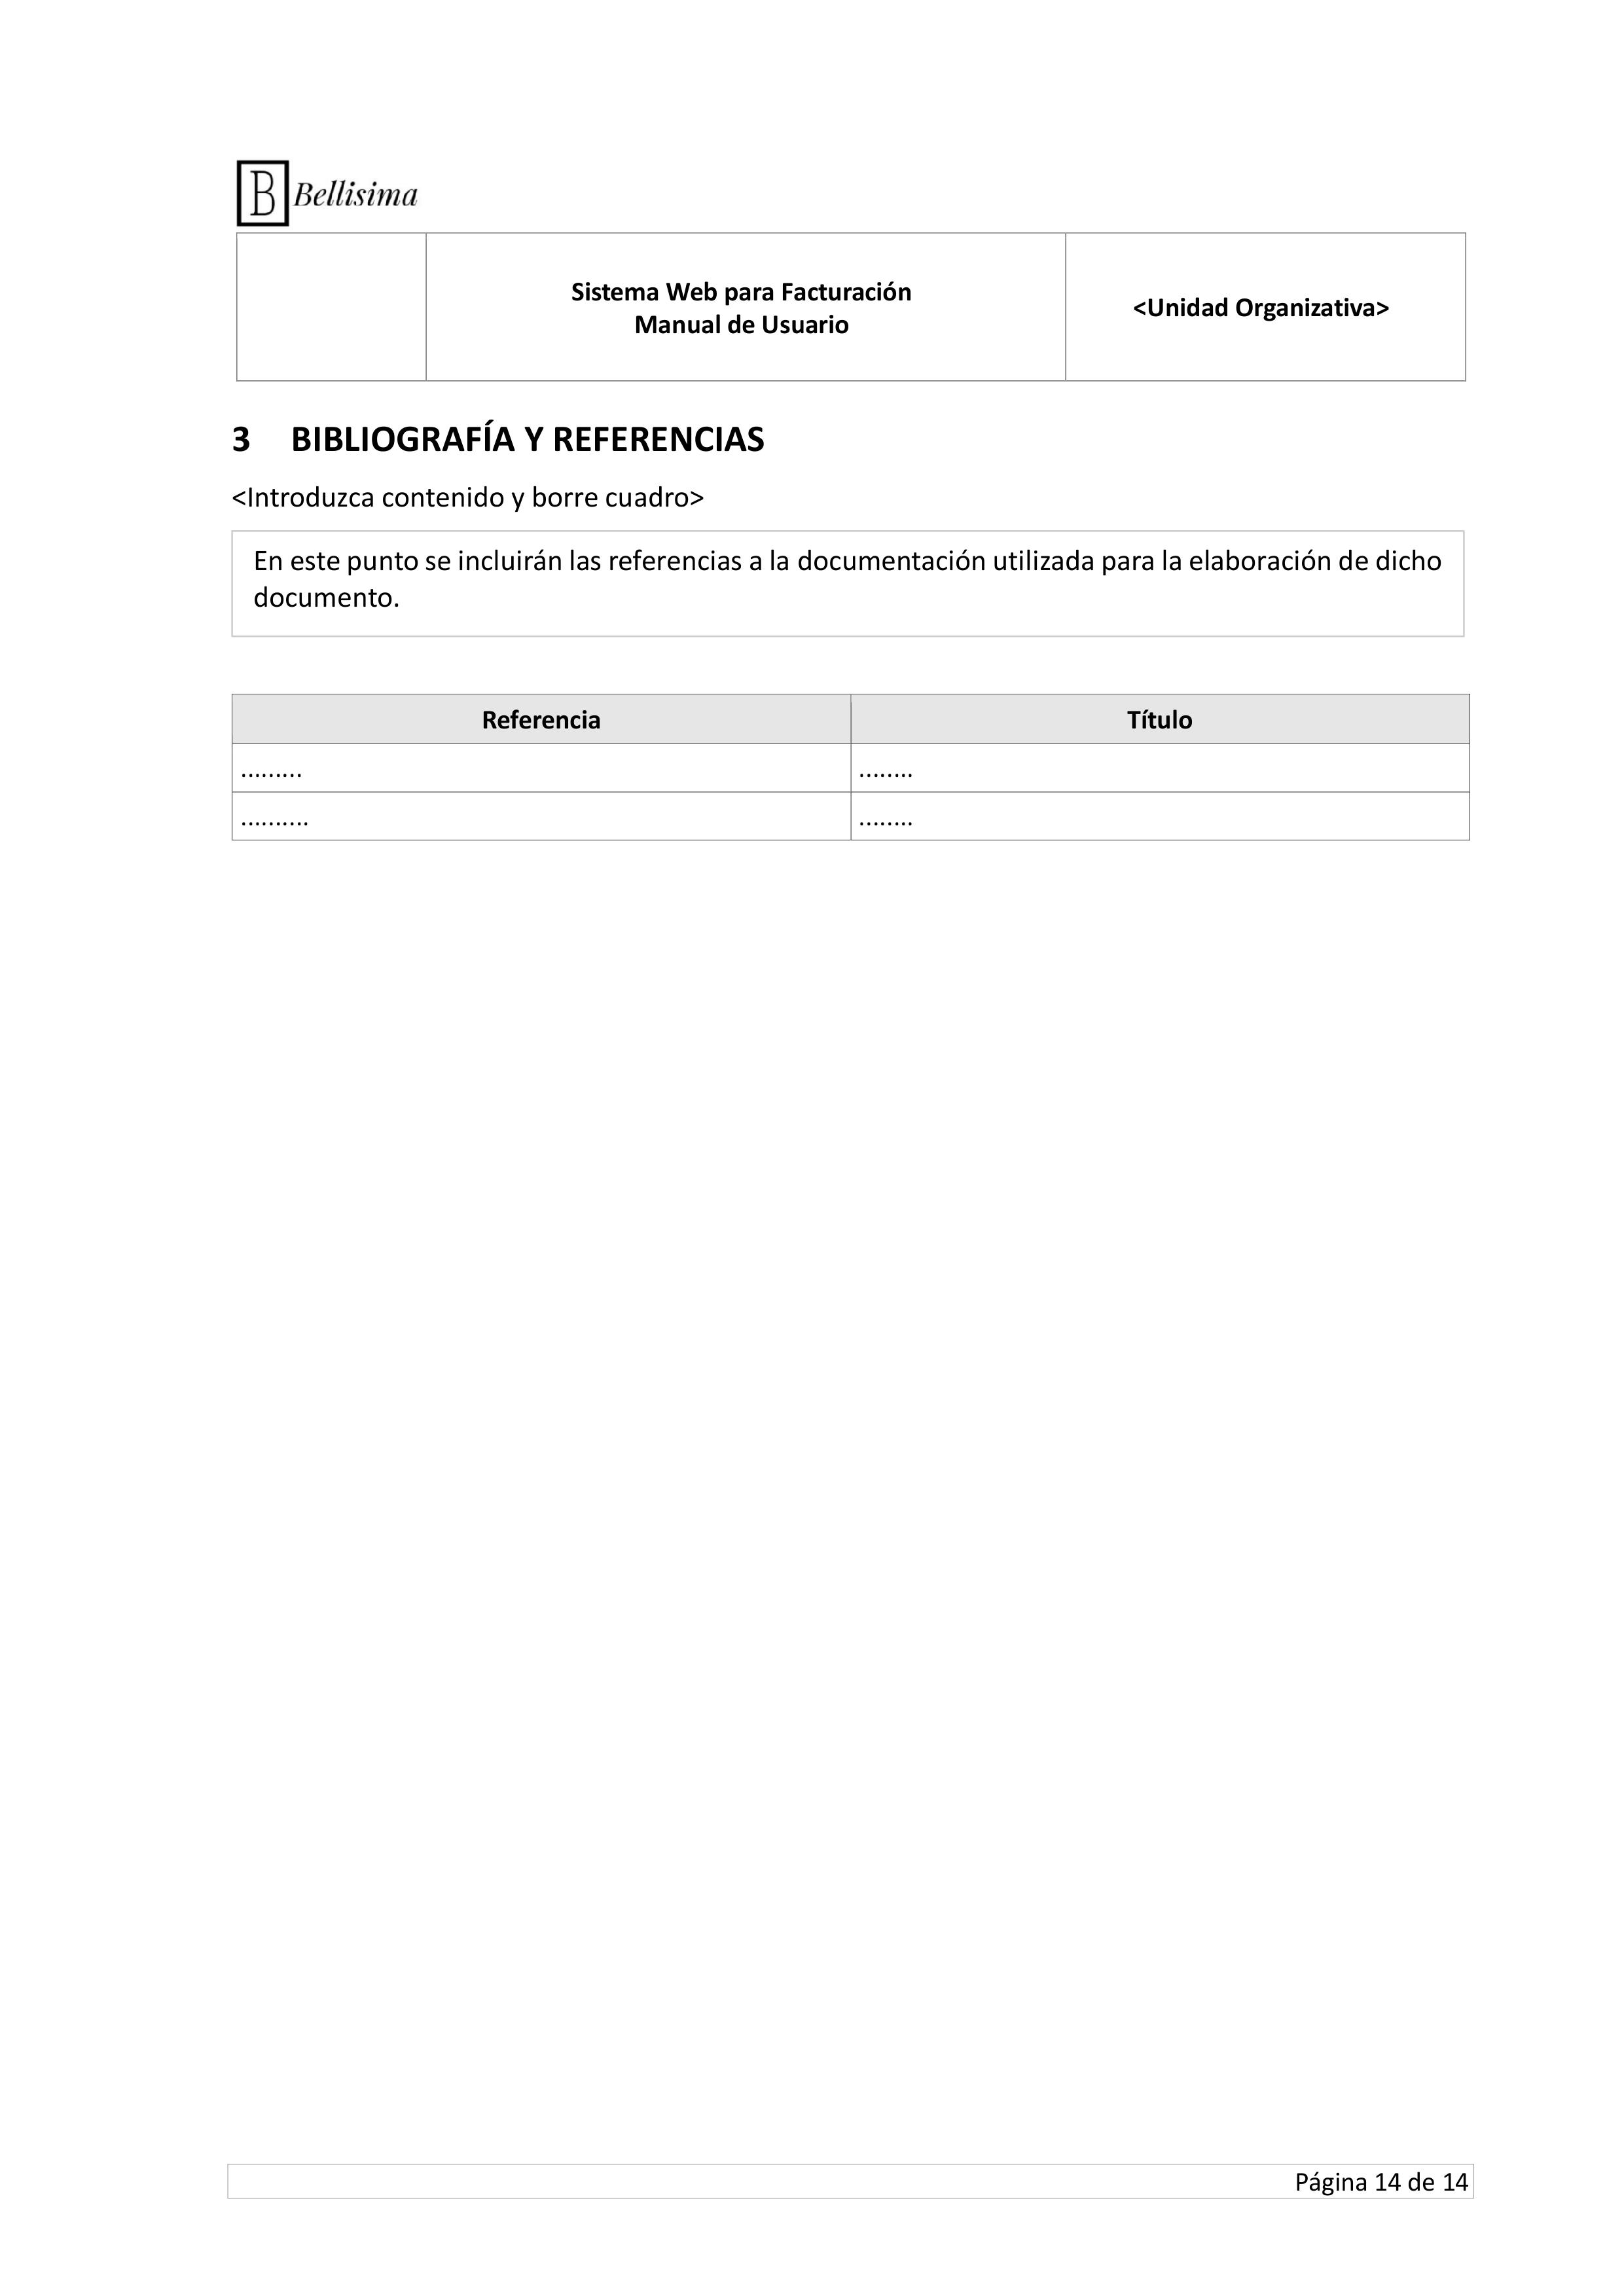 B Bellisima
Sistema Web para Facturación
Manual de Usuario
<Unidad Organizativa>
3 BIBLIOGRAFÍA Y REFERENCIAS
<Introduzca contenido y borre cuadro>
En este punto se incluirán las referencias a la documentación utilizada para la elaboración de dicho
documento.
Referencia Título
......... ........
.......... ........
Página 14 de 14